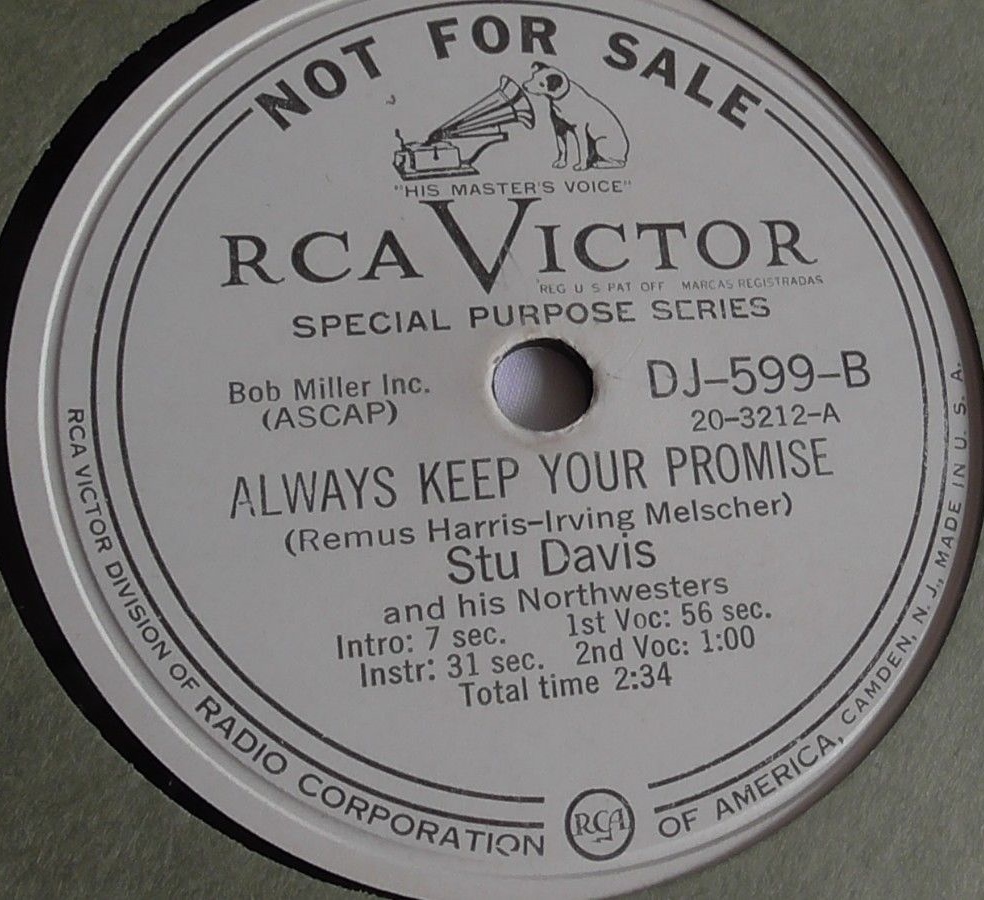 NOT FOR SALE
"HIS MASTER'S VOICE"
RCA VICTOR
REG U S PAT OFF MARCAS REGISTRADAS
SPECIAL PURPOSE SERIES
Bob Miller Inc.
(ASCAP)
DJ-599-B
20-3212-A
ALWAYS KEEP YOUR PROMISE
(Remus Harris-Irving Melscher)
Stu Davis
and his Northwesters
Intro: 7 sec. 1st Voc: 56 sec.
Instr: 31 sec. 2nd Voc: 1:00
Total time 2:34
RCA VICTOR DIVISION OF RADIO CORPORATION OF AMERICA, CAMDEN, N. J., MADE IN U. S. A.
RCA